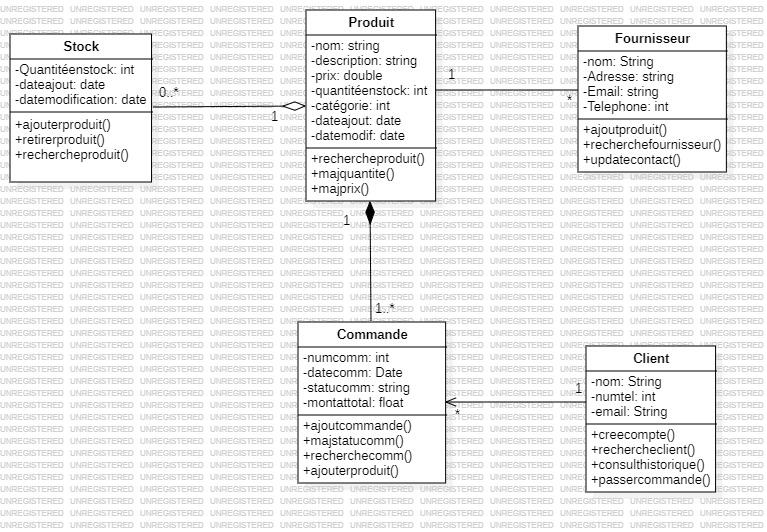 Produit
-nom: string
-description: string
-prix: double
-quantitéenstock: int
-catégorie: int
-dateajout: date
-datemodif: date
+rechercheproduit()
+majquantite()
+majprix()
Stock
-Quantitéenstock: int
-dateajout: date
-datemodification: date
+ajouterproduit()
+retirerproduit()
+rechercheproduit()
0..*
1
Fournisseur
-nom: String
-Adresse: string
-Email: string
-Telephone: int
+ajoutproduit()
+recherchefournisseur()
+updatecontact()
1
*
1
1..*
Commande
-numcomm: int
-datecomm: Date
-statucomm: string
-montattotal: float
+ajoutcommande()
+majstatucomm()
+recherchecomm()
+ajouterproduit()
Client
-nom: String
-numtel: int
-email: String
+creecompte()
+rechercheclient()
+consulthistorique()
+passercommande()
1
*
UNREGISTERED